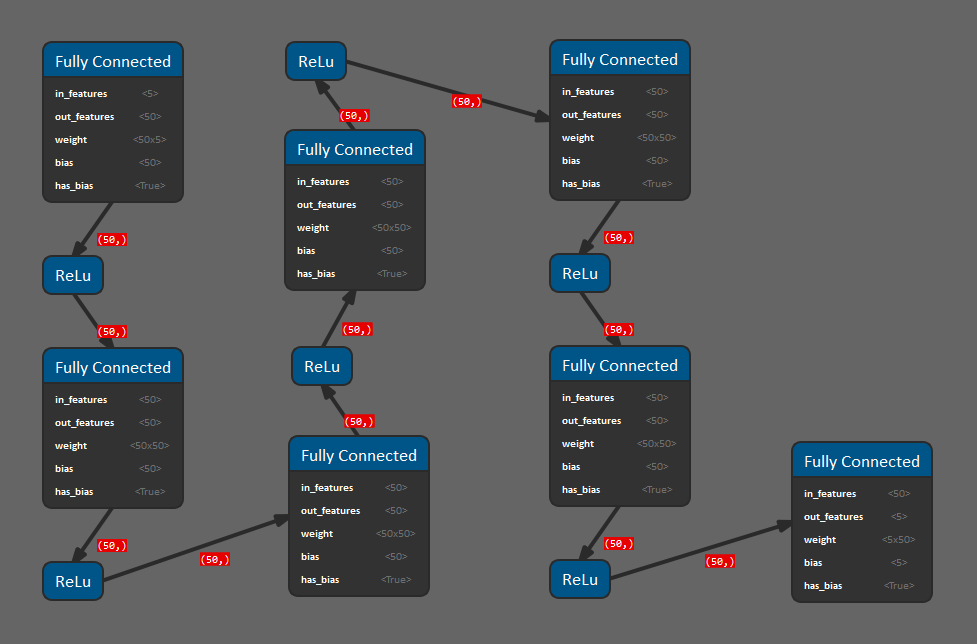 Fully Connected
in_features <5>
out_features <50>
weight <50x5>
bias <50>
has_bias <True>
(50,)
ReLu
(50,)
Fully Connected
in_features <50>
out_features <50>
weight <50x50>
bias <50>
has_bias <True>
(50,)
ReLu
(50,)
Fully Connected
in_features <50>
out_features <50>
weight <50x50>
bias <50>
has_bias <True>
(50,)
ReLu
(50,)
Fully Connected
in_features <50>
out_features <50>
weight <50x50>
bias <50>
has_bias <True>
(50,)
ReLu
(50,)
Fully Connected
in_features <50>
out_features <50>
weight <50x50>
bias <50>
has_bias <True>
(50,)
ReLu
(50,)
Fully Connected
in_features <50>
out_features <50>
weight <50x50>
bias <50>
has_bias <True>
(50,)
ReLu
(50,)
Fully Connected
in_features <50>
out_features <5>
weight <5x50>
bias <5>
has_bias <True>